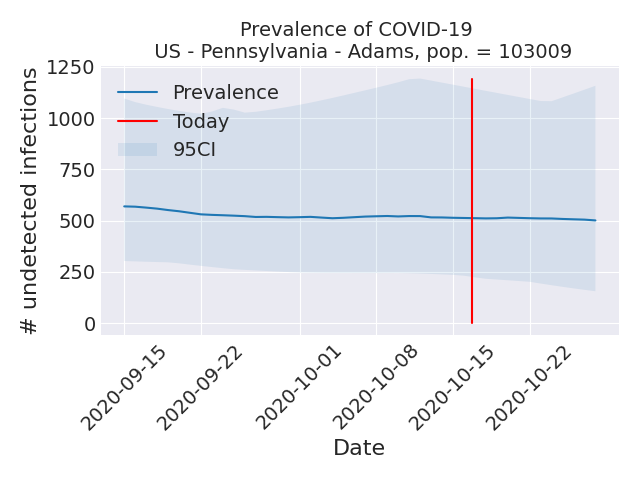 Prevalence of COVID-19
US - Pennsylvania - Adams, pop. = 103009
# undetected infections
1250
1000
750
500
250
0
Prevalence
Today
95CI
2020-09-15
2020-09-22
2020-10-01
2020-10-08
2020-10-15
2020-10-22
Date